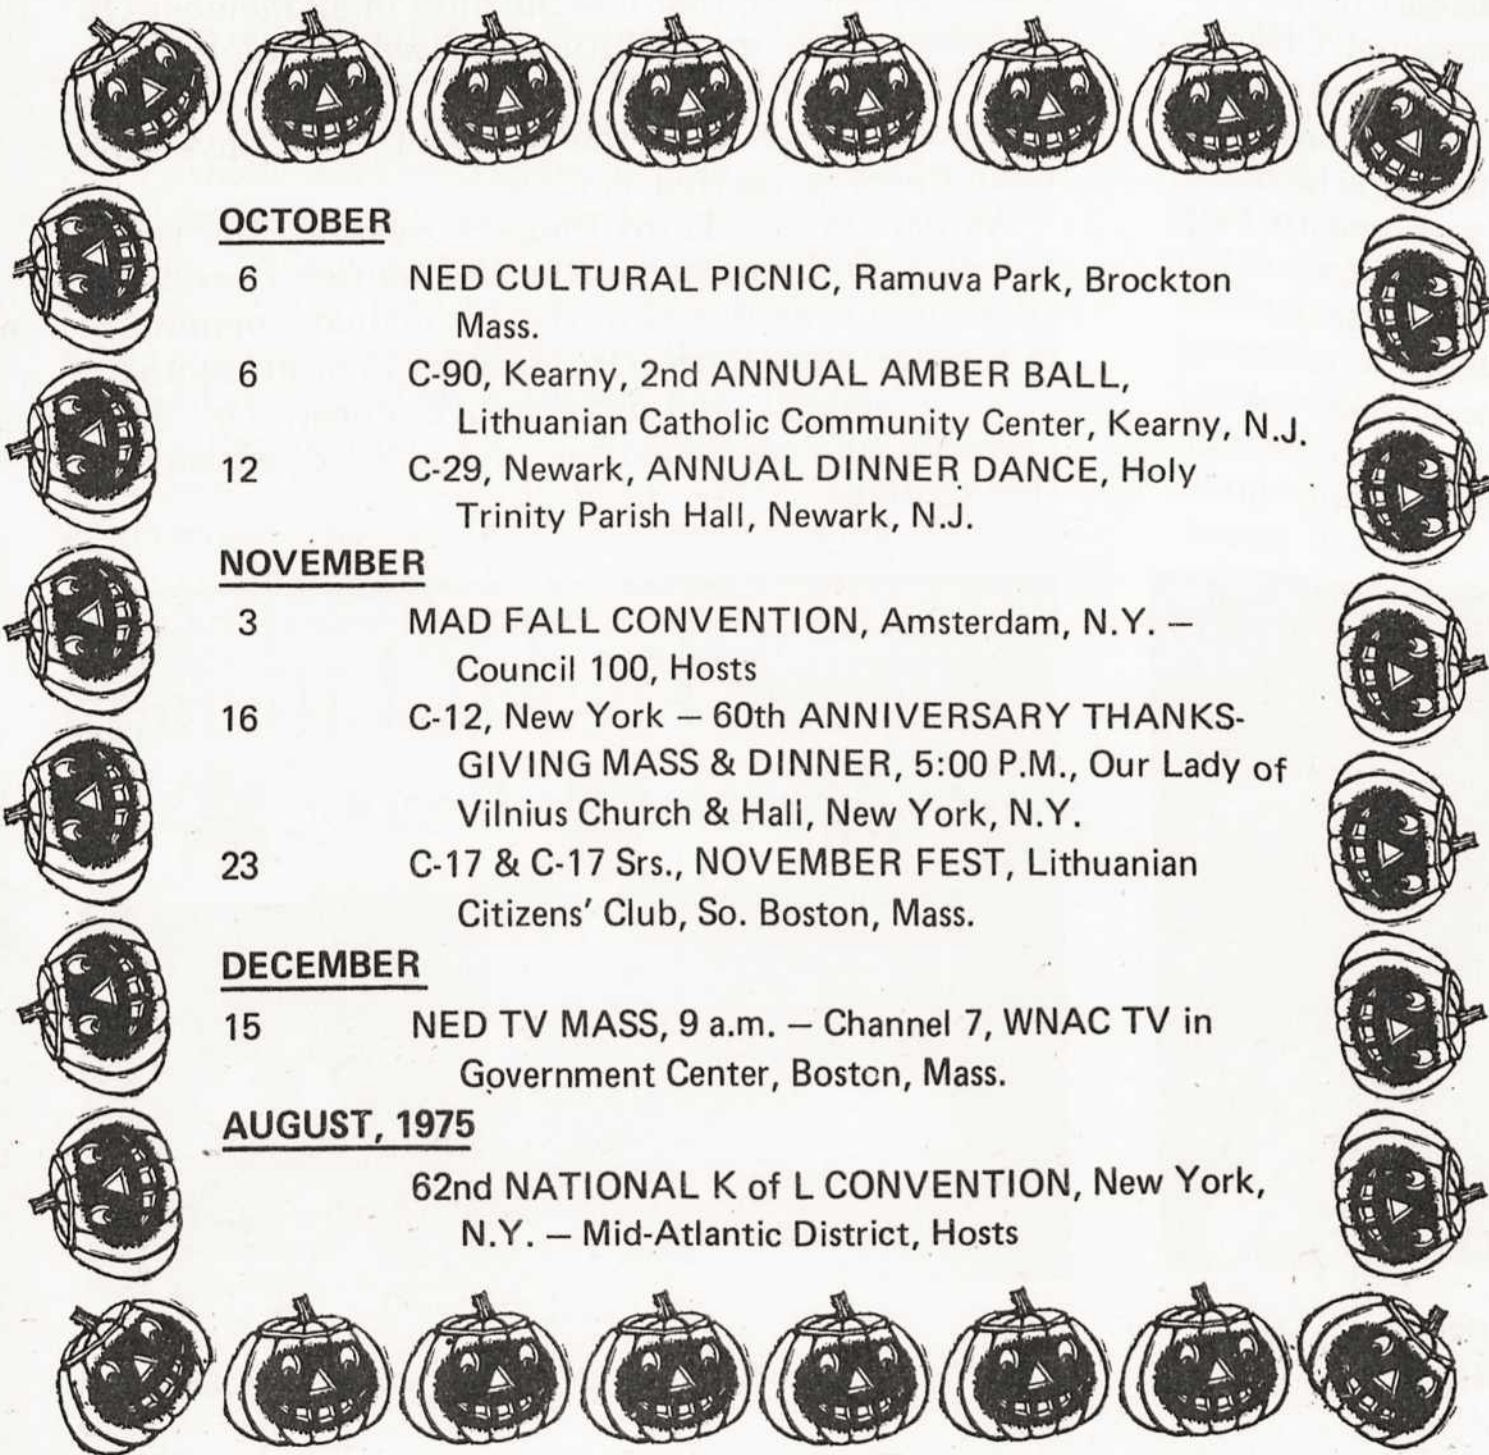 OCTOBER
6 NED CULTURAL PICNIC, Ramuva Park, Brockton
Mass.
6 C-90, Kearny, 2nd ANNUAL AMBER BALL,
Lithuanian Catholic Community Center, Kearny, N.J.
12 C-29, Newark, ANNUAL DINNER DANCE, Holy
Trinity Parish Hall, Newark, N.J.
NOVEMBER
3 MAD FALL CONVENTION, Amsterdam, N.Y. —
Council 100, Hosts
16 C-12, New York — 60th ANNIVERSARY THANKS-
GIVING MASS & DINNER, 5:00 P.M., Our Lady of
Vilnius Church & Hall, New York, N.Y.
23 C-17 & C-17 Srs., NOVEMBER FEST, Lithuanian
Citizens' Club, So. Boston, Mass.
DECEMBER
15 NED TV MASS, 9 a.m. — Channel 7, WNAC TV in
Government Center, Boston, Mass.
AUGUST, 1975
62nd NATIONAL K of L CONVENTION, New York,
N.Y. — Mid-Atlantic District, Hosts